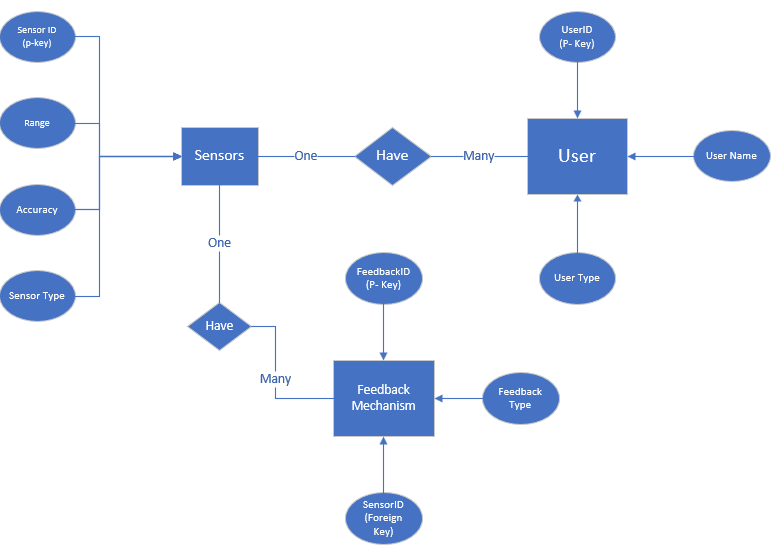 Sensor ID
(p-key)
UserID
(P- Key)
Range
Sensors
One
Have
Many
User
User Name
Accuracy
One
FeedbackID
(P- Key)
User Type
Sensor Type
Have
Many
Feedback
Mechanism
Feedback
Type
SensorID
(Foreign
Key)